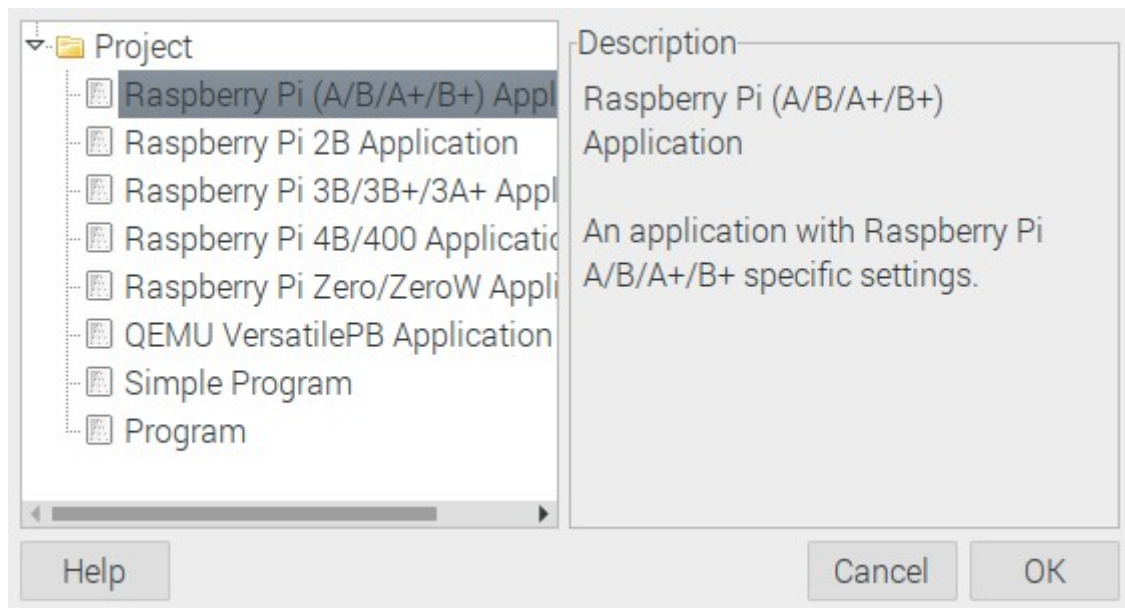 Project
Raspberry Pi (A/B/A+/B+) Appl
Raspberry Pi 2B Application
Raspberry Pi 3B/3B+/3A+ Appl
Raspberry Pi 4B/400 Applicatio
Raspberry Pi Zero/ZeroW Appli
QEMU VersatilePB Application
Simple Program
Program
Description
Raspberry Pi (A/B/A+/B+)
Application
An application with Raspberry Pi
A/B/A+/B+ specific settings.
Help
Cancel
OK